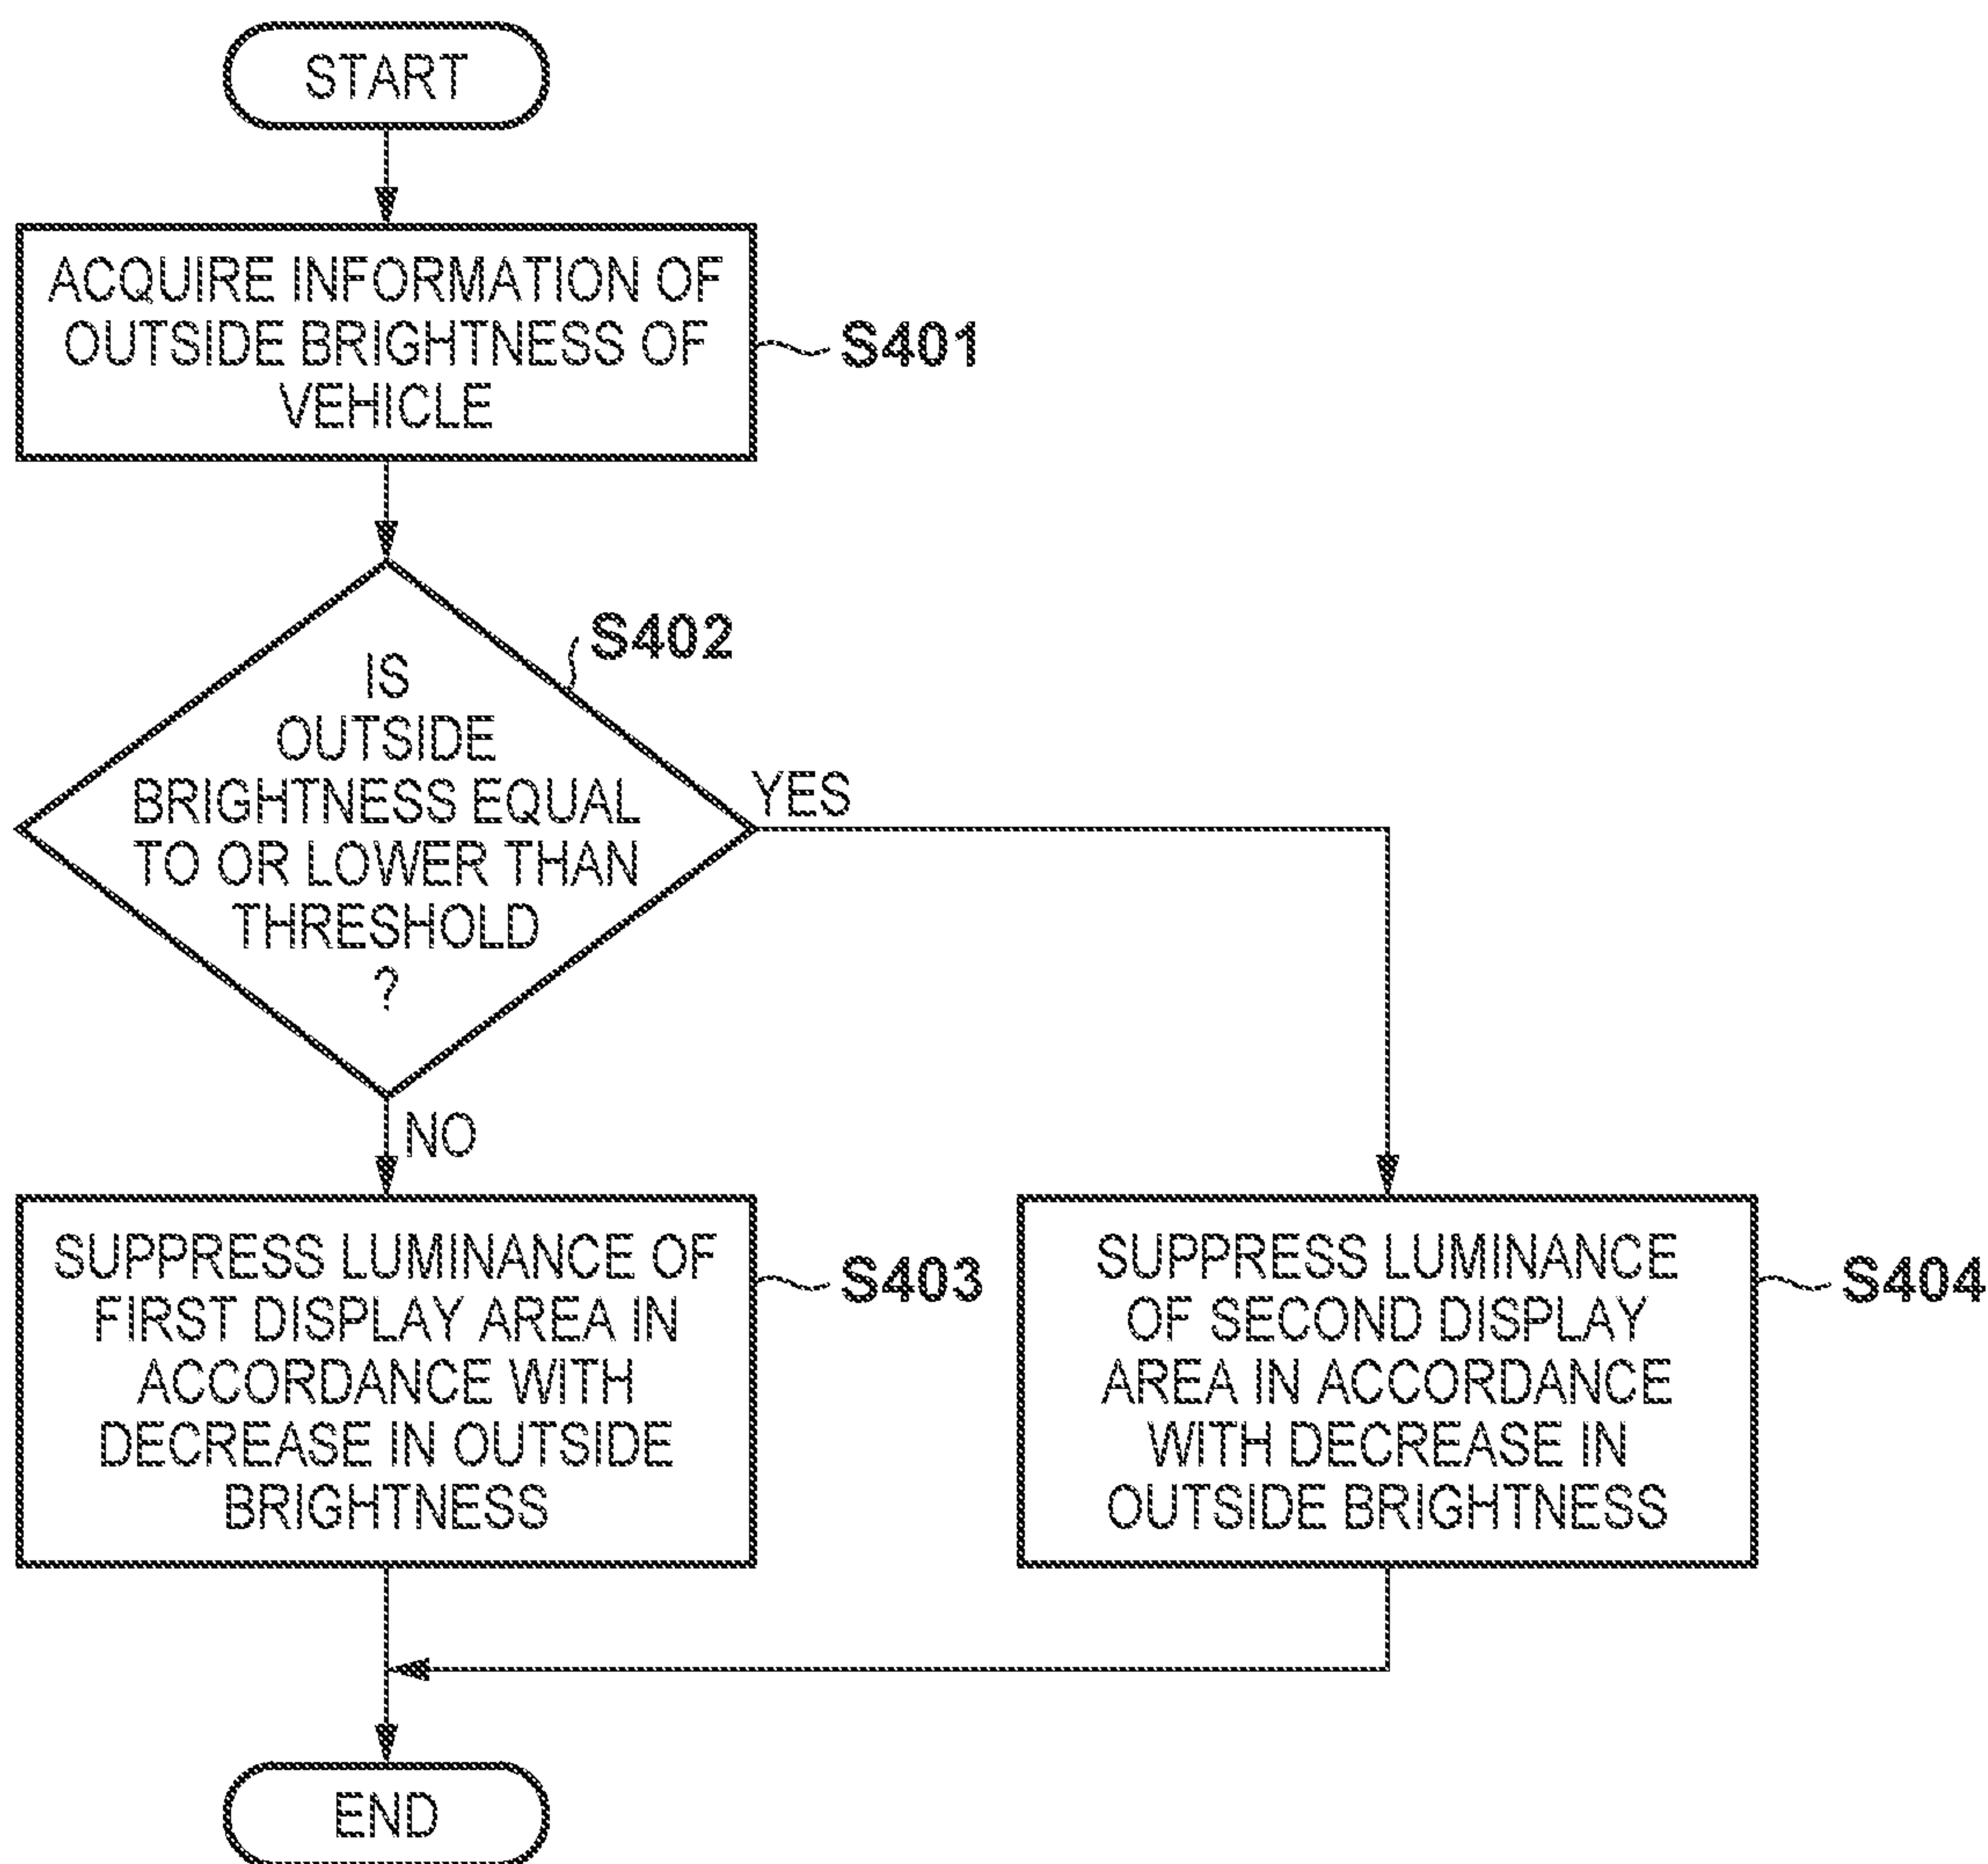 START
ACQUIRE INFORMATION OF
OUTSIDE BRIGHTNESS OF
VEHICLE
S401
S402
IS
OUTSIDE
BRIGHTNESS EQUAL
TO OR LOWER THAN
THRESHOLD
?
YES
NO
SUPPRESS LUMINANCE OF
FIRST DISPLAY AREA IN
ACCORDANCE WITH
DECREASE IN OUTSIDE
BRIGHTNESS
S403
SUPPRESS LUMINANCE
OF SECOND DISPLAY
AREA IN ACCORDANCE
WITH DECREASE IN
OUTSIDE BRIGHTNESS
S404
END